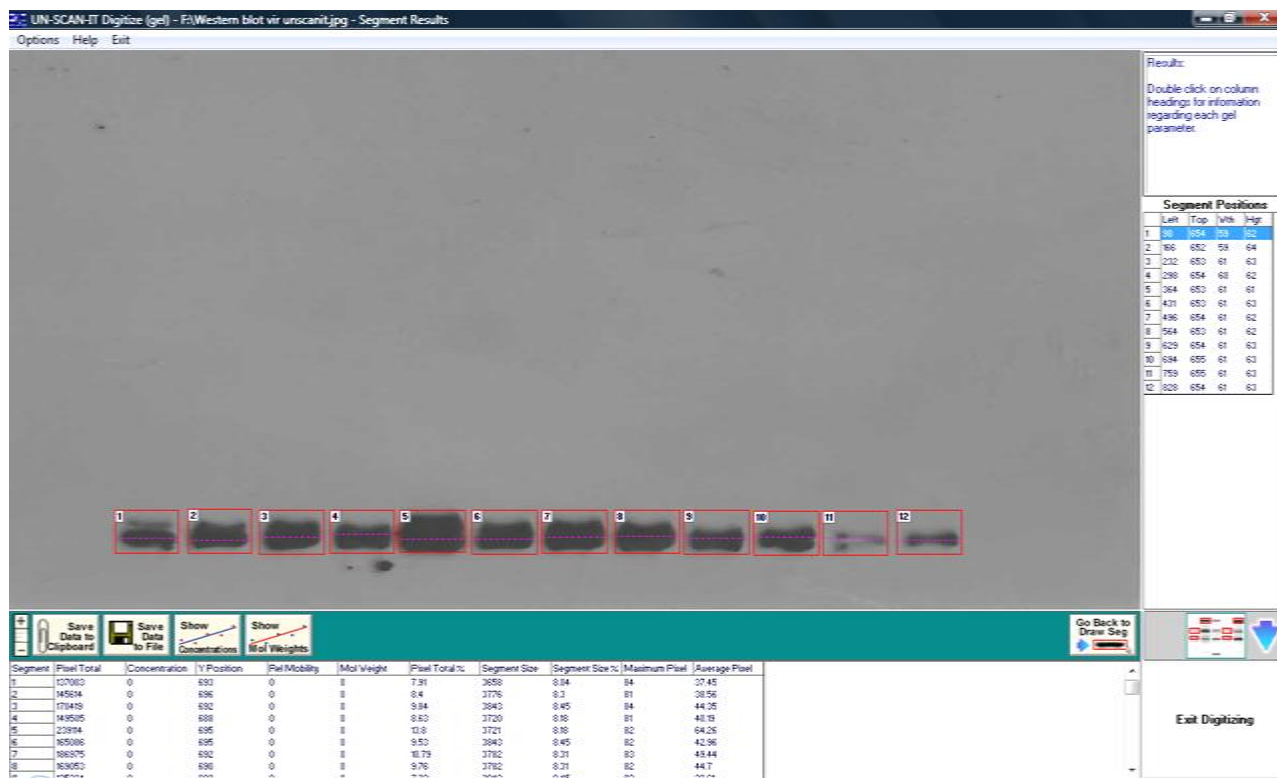 UN-SCAN-IT Digitize (gel) - F:\Western blot vir unscanit.jpg - Segment Results
Options Help Exit
Results:
Double click on column
headings for information
regarding each gel
parameter.
Segment Positions
Left Top Wth Hgt
1 98 654 59 62
2 166 652 59 64
3 232 653 61 63
4 298 654 60 62
5 364 653 61 61
6 431 653 61 63
7 496 654 61 62
8 564 653 61 62
9 629 654 61 63
10 694 655 61 63
11 759 655 61 63
12 828 654 61 63
1 2 3 4 5 6 7 8 9 10 11 12
+
-
Save
Data to
Clipboard
Save
Data
to File
Show
Concentrations
Show
Mol Weights
Go Back to
Draw Seg
Segment Pixel Total Concentration Y Position Rel Mobility Mol Weight Pixel Total % Segment Size Segment Size % Maximum Pixel Average Pixel
1 137083 0 693 0 0 7.91 3658 8.04 84 37.45
2 145614 0 696 0 0 8.4 3776 8.3 81 38.56
3 170419 0 692 0 0 9.84 3843 8.45 84 44.35
4 149505 0 688 0 0 8.63 3720 8.18 81 40.19
5 239114 0 695 0 0 13.8 3721 8.18 82 64.26
6 165086 0 695 0 0 9.53 3843 8.45 82 42.96
7 186975 0 692 0 0 10.79 3782 8.31 83 49.44
8 169053 0 690 0 0 9.76 3782 8.31 82 44.7
Exit Digitizing